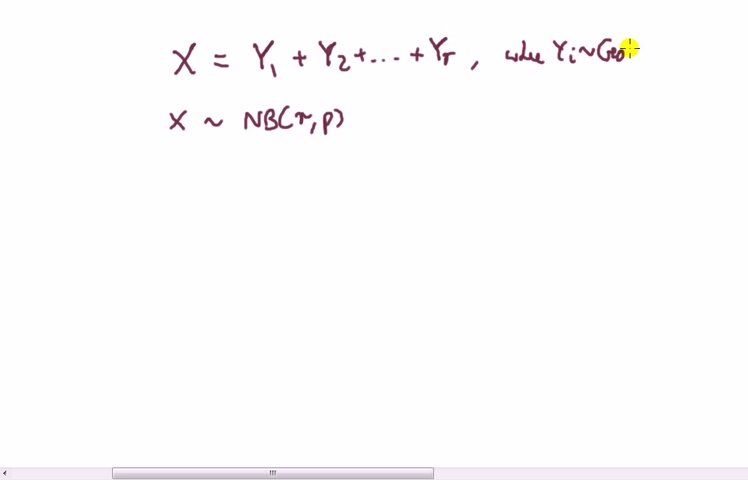 X = Y₁ + Y₂ + ... + Yᵣ , where Yᵢ ~ Geo
X ~ NB(r, p)